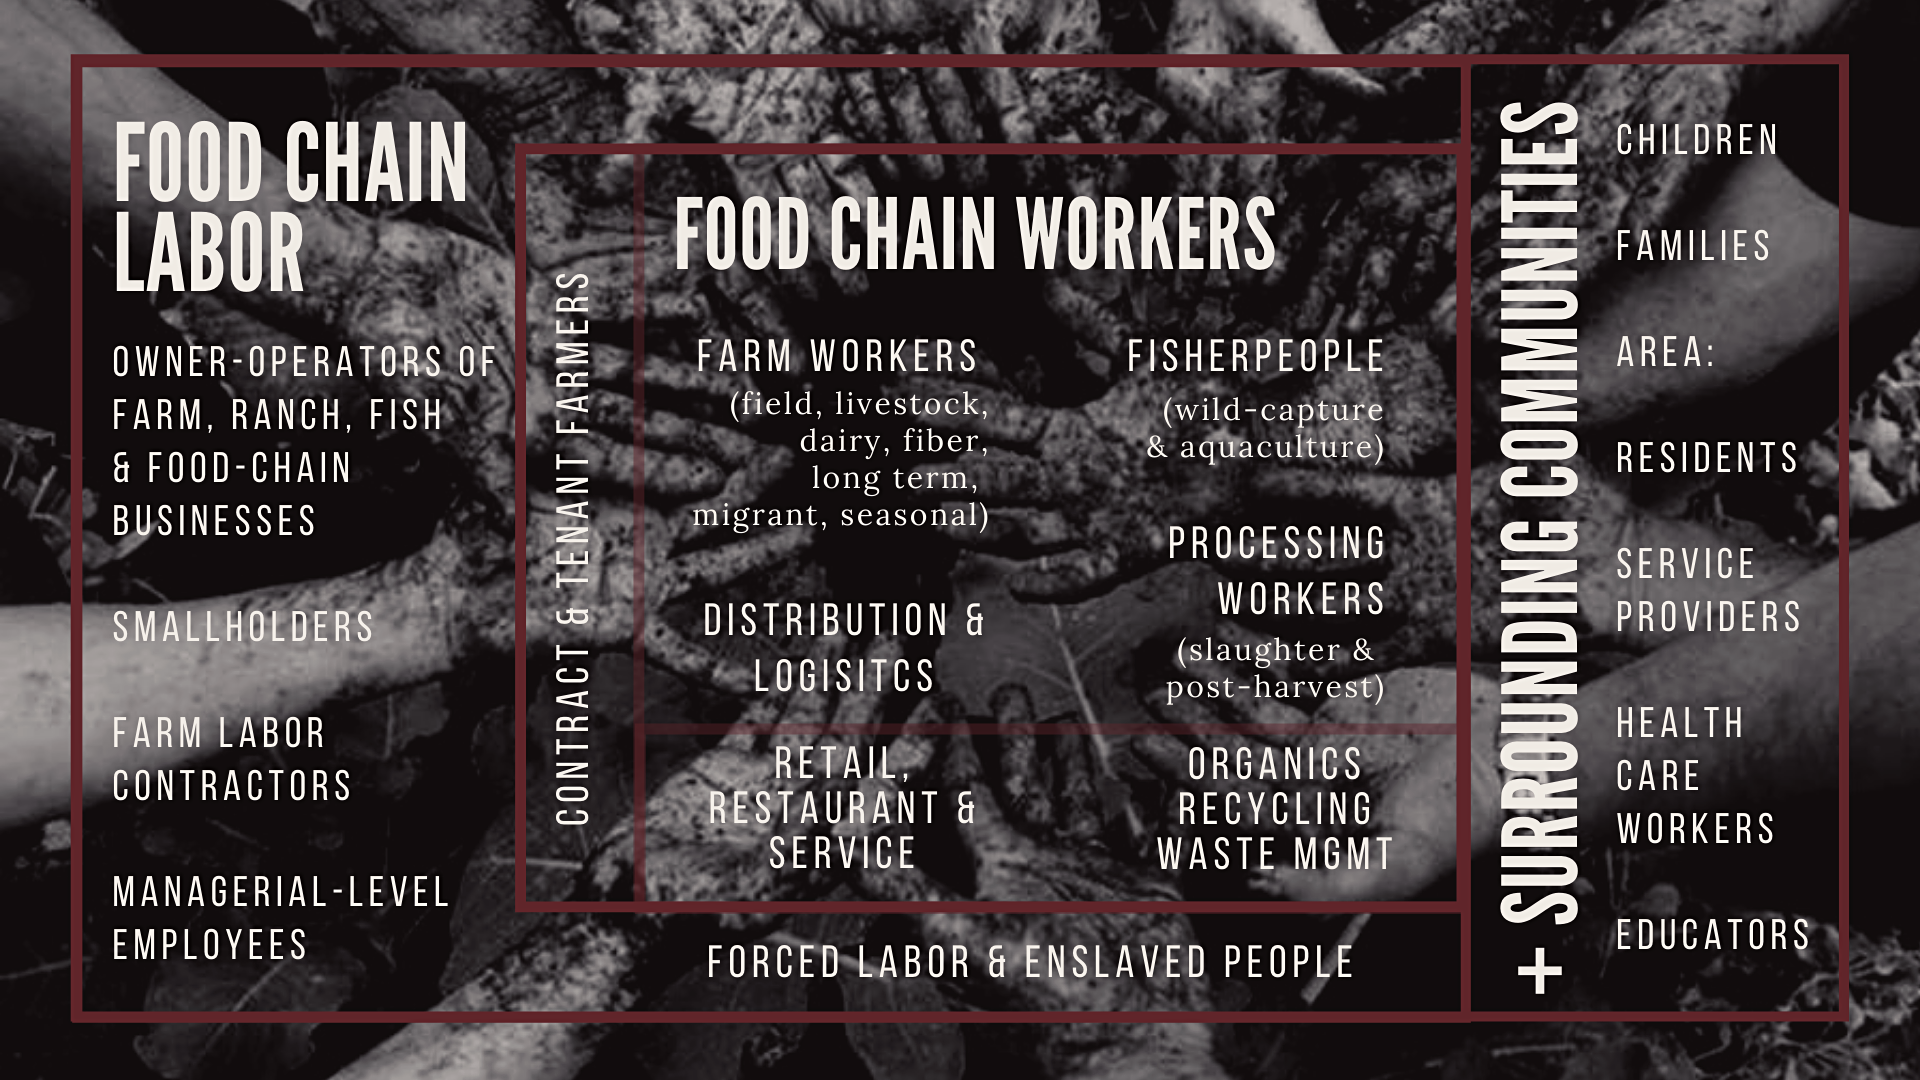 FOOD CHAIN
LABOR
OWNER-OPERATORS OF
FARM, RANCH, FISH
& FOOD-CHAIN
BUSINESSES
SMALLHOLDERS
FARM LABOR
CONTRACTORS
MANAGERIAL-LEVEL
EMPLOYEES
CONTRACT & TENANT FARMERS
FOOD CHAIN WORKERS
FARM WORKERS
(field, livestock,
dairy, fiber,
long term,
migrant, seasonal)
DISTRIBUTION &
LOGISITCS
FISHERPEOPLE
(wild-capture
& aquaculture)
PROCESSING
WORKERS
(slaughter &
post-harvest)
RETAIL,
RESTAURANT &
SERVICE
ORGANICS
RECYCLING
WASTE MGMT
FORCED LABOR & ENSLAVED PEOPLE
+ SURROUNDING COMMUNITIES
CHILDREN
FAMILIES
AREA:
RESIDENTS
SERVICE
PROVIDERS
HEALTH
CARE
WORKERS
EDUCATORS